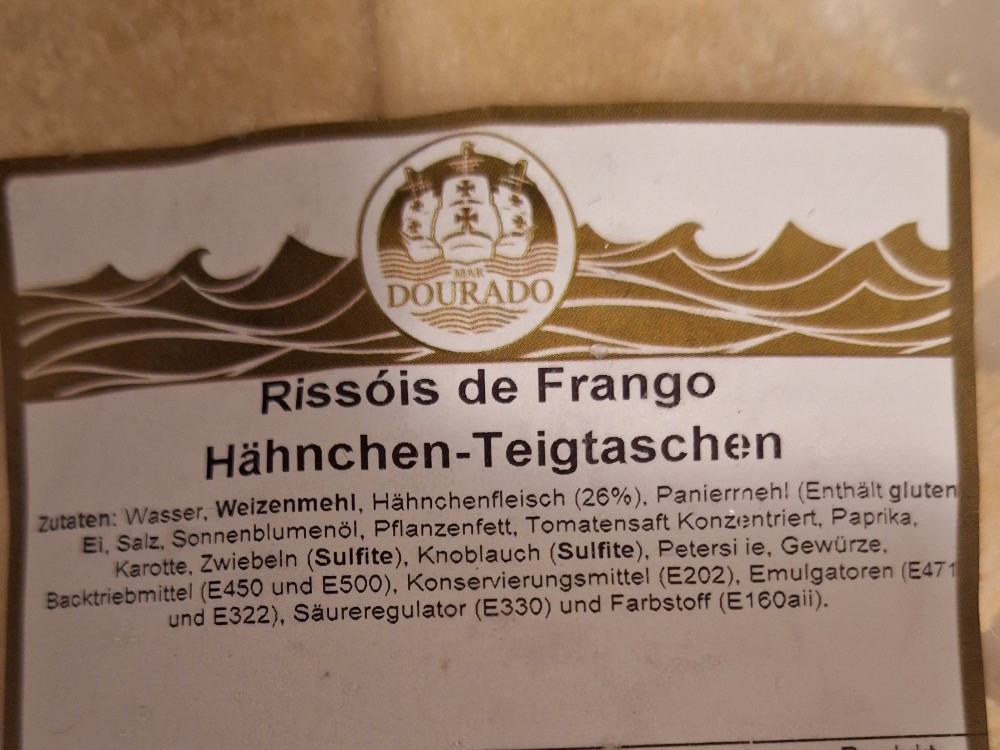 MAR
DOURADO
Rissóis de Frango
Hähnchen-Teigtaschen
Zutaten: Wasser, Weizenmehl, Hähnchenfleisch (26%), Paniermehl (Enthält gluten
Ei, Salz, Sonnenblumenöl, Pflanzenfett, Tomatensaft Konzentriert, Paprika,
Karotte, Zwiebeln (Sulfite), Knoblauch (Sulfite), Petersi ie, Gewürze,
Backtriebmittel (E450 und E500), Konservierungsmittel (E202), Emulgatoren (E471
und E322), Säureregulator (E330) und Farbstoff (E160aii).